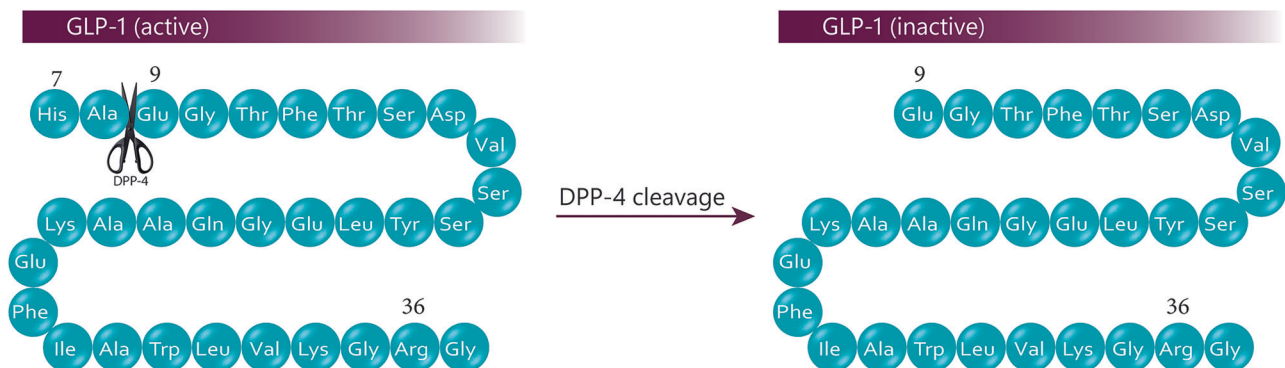 GLP-1 (active)
GLP-1 (inactive)
7 9
His Ala Glu Gly Thr Phe Thr Ser Asp
DPP-4
Val
Ser
Lys Ala Ala Gln Gly Glu Leu Tyr Ser
Glu
Phe
36
Ile Ala Trp Leu Val Lys Gly Arg Gly
DPP-4 cleavage
9
Glu Gly Thr Phe Thr Ser Asp
Val
Ser
Lys Ala Ala Gln Gly Glu Leu Tyr Ser
Glu
Phe
36
Ile Ala Trp Leu Val Lys Gly Arg Gly